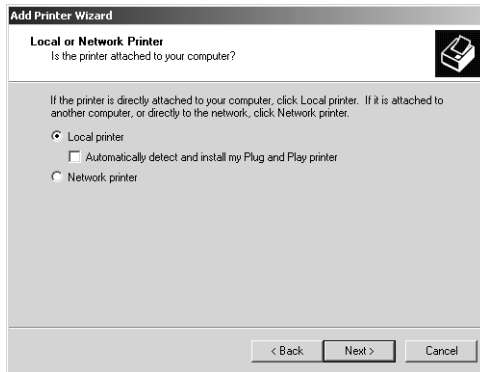 Add Printer Wizard
Local or Network Printer
Is the printer attached to your computer?
If the printer is directly attached to your computer, click Local printer. If it is attached to
another computer, or directly to the network, click Network printer.
Local printer
Automatically detect and install my Plug and Play printer
Network printer
< Back Next > Cancel